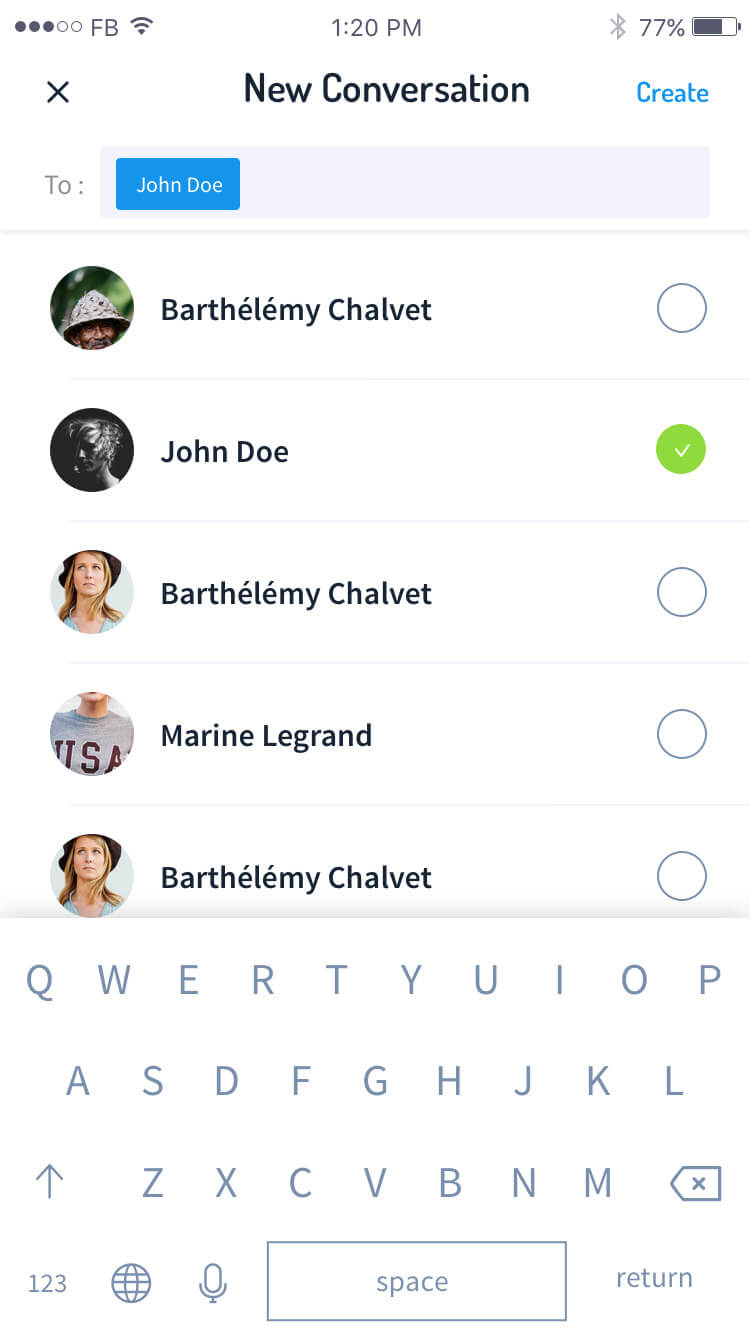 FB 1:20 PM 77%
New Conversation Create
To : John Doe
Barthélémy Chalvet
John Doe
Barthélémy Chalvet
USA
Marine Legrand
Barthélémy Chalvet
Q W E R T Y U I O P
A S D F G H J K L
Z X C V B N M
123 space return